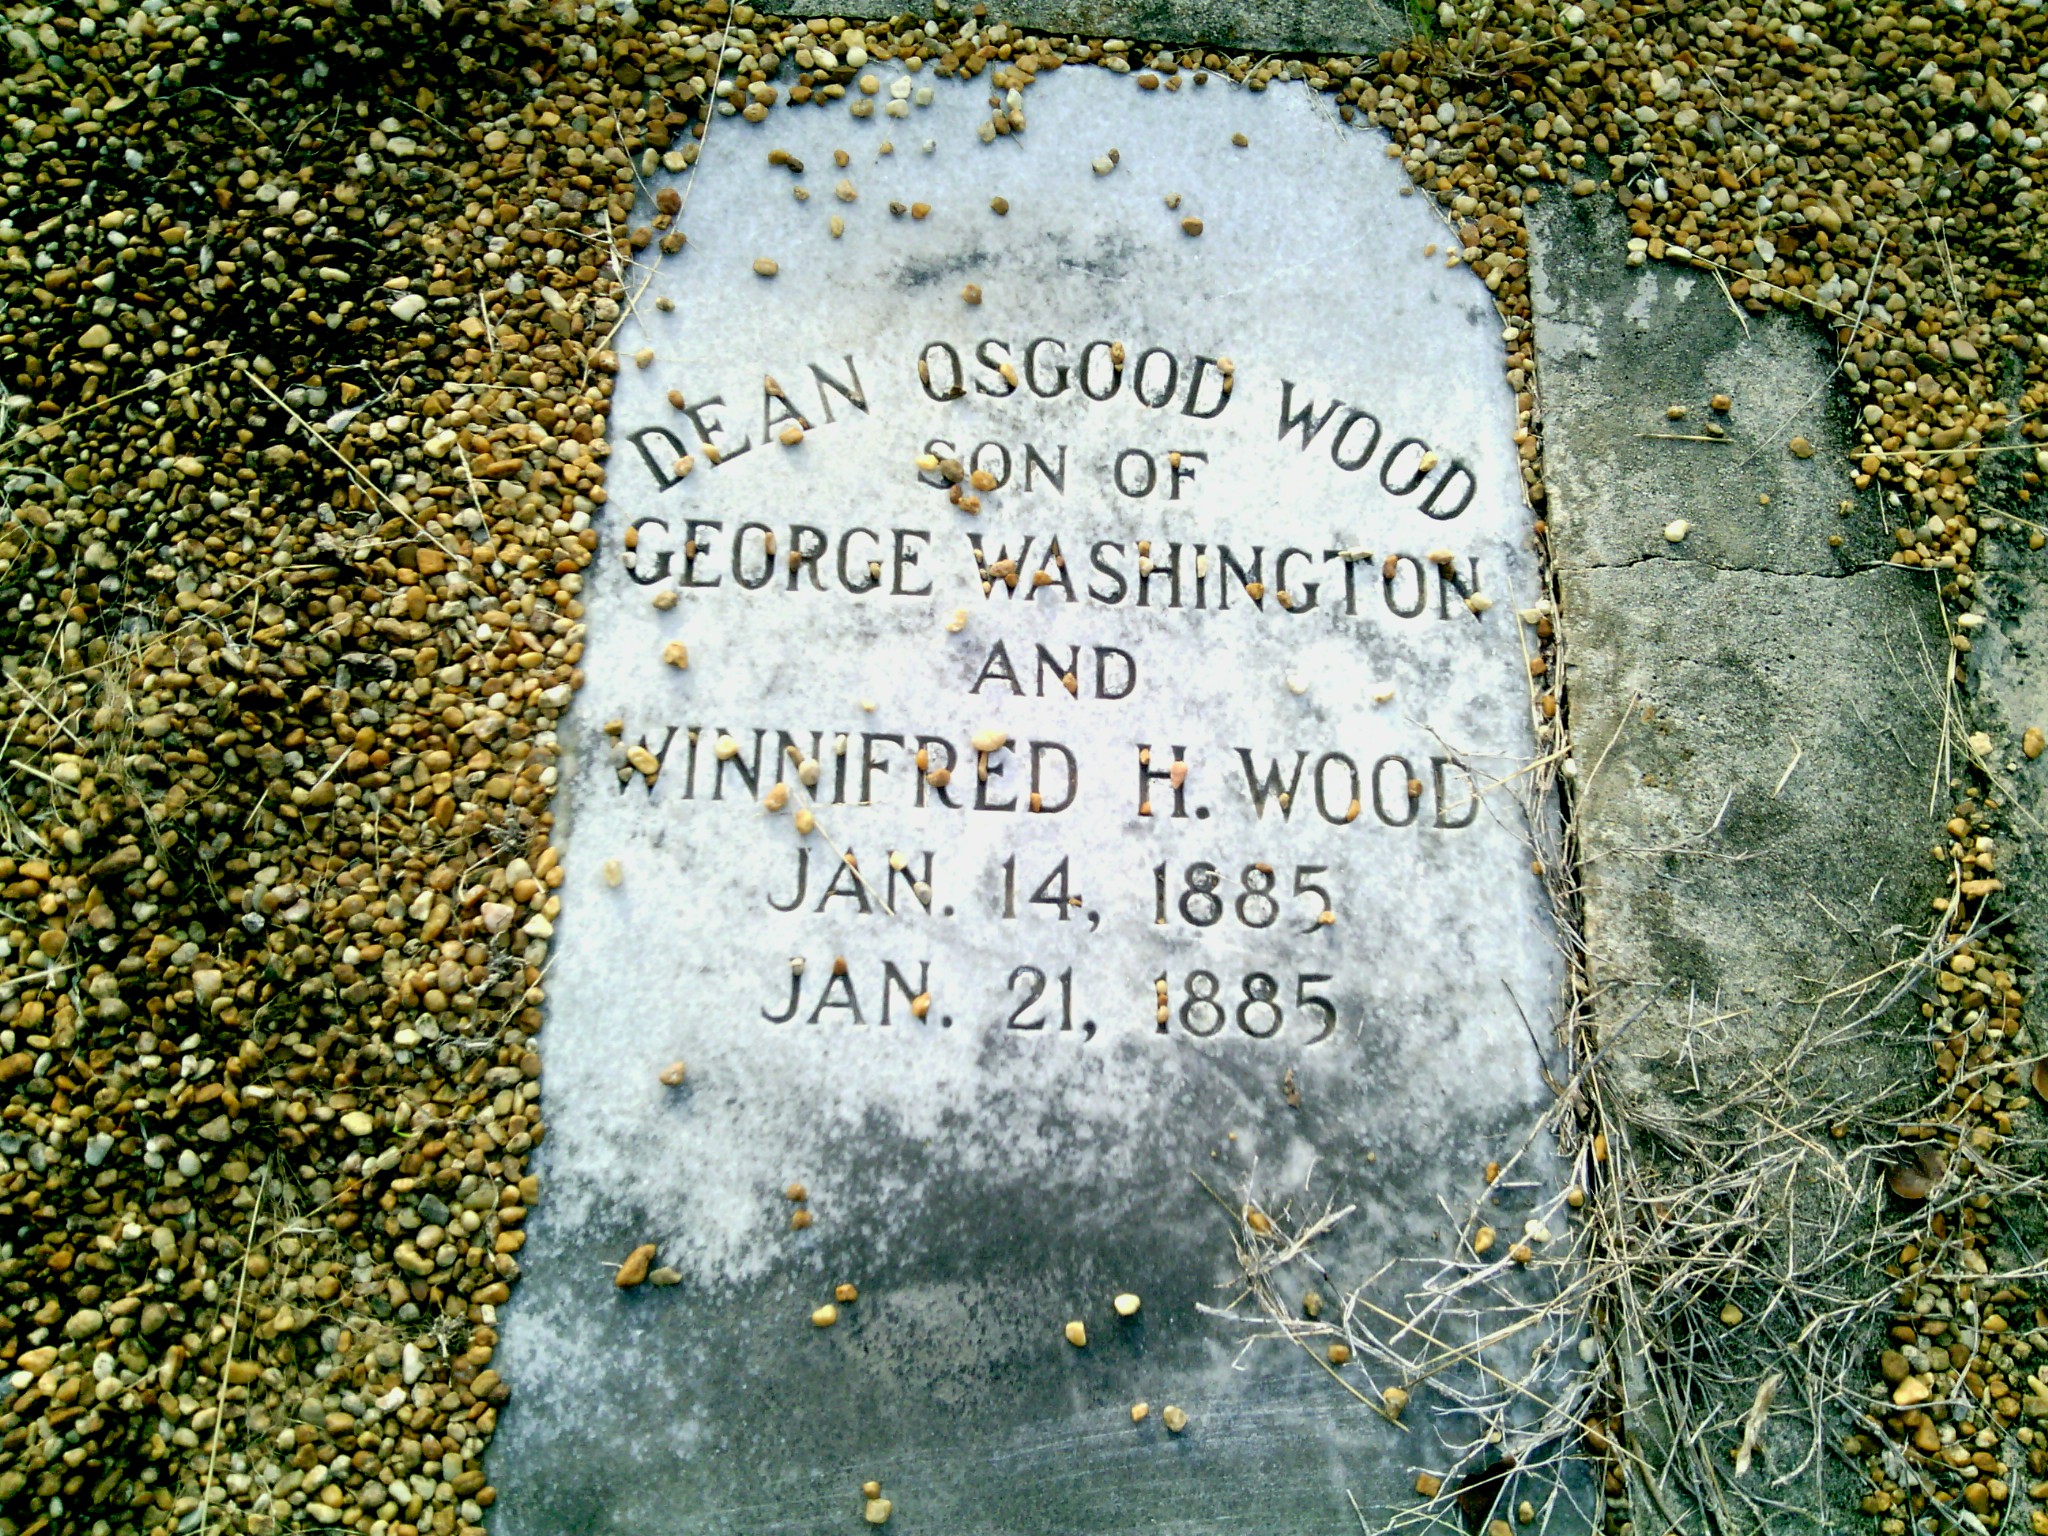 DEAN OSGOOD WOOD
SON OF
GEORGE WASHINGTON
AND
WINNIFRED H. WOOD
JAN. 14, 1885
JAN. 21, 1885